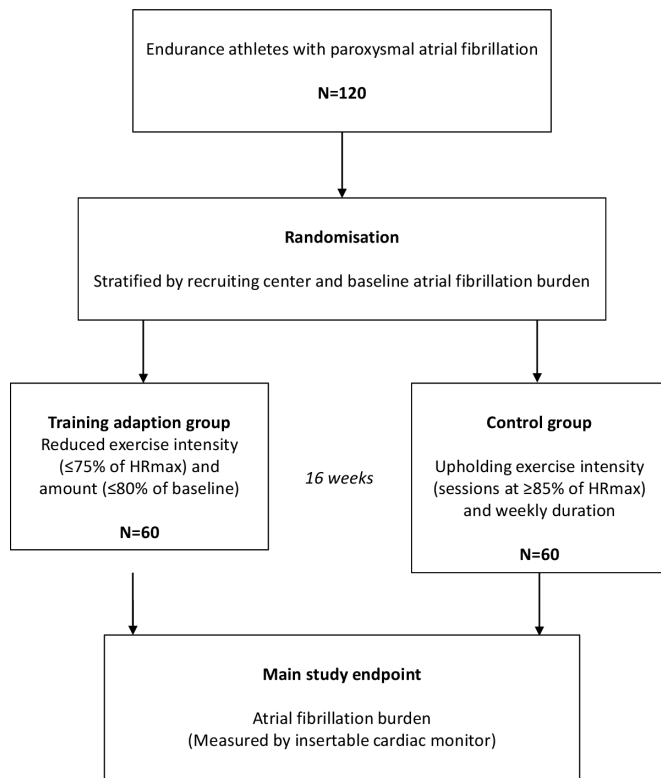 Endurance athletes with paroxysmal atrial fibrillation
N=120
Randomisation
Stratified by recruiting center and baseline atrial fibrillation burden
Training adaption group
Reduced exercise intensity
(≤75% of HRmax) and
amount (≤80% of baseline)
N=60
16 weeks
Control group
Upholding exercise intensity
(sessions at ≥85% of HRmax)
and weekly duration
N=60
Main study endpoint
Atrial fibrillation burden
(Measured by insertable cardiac monitor)